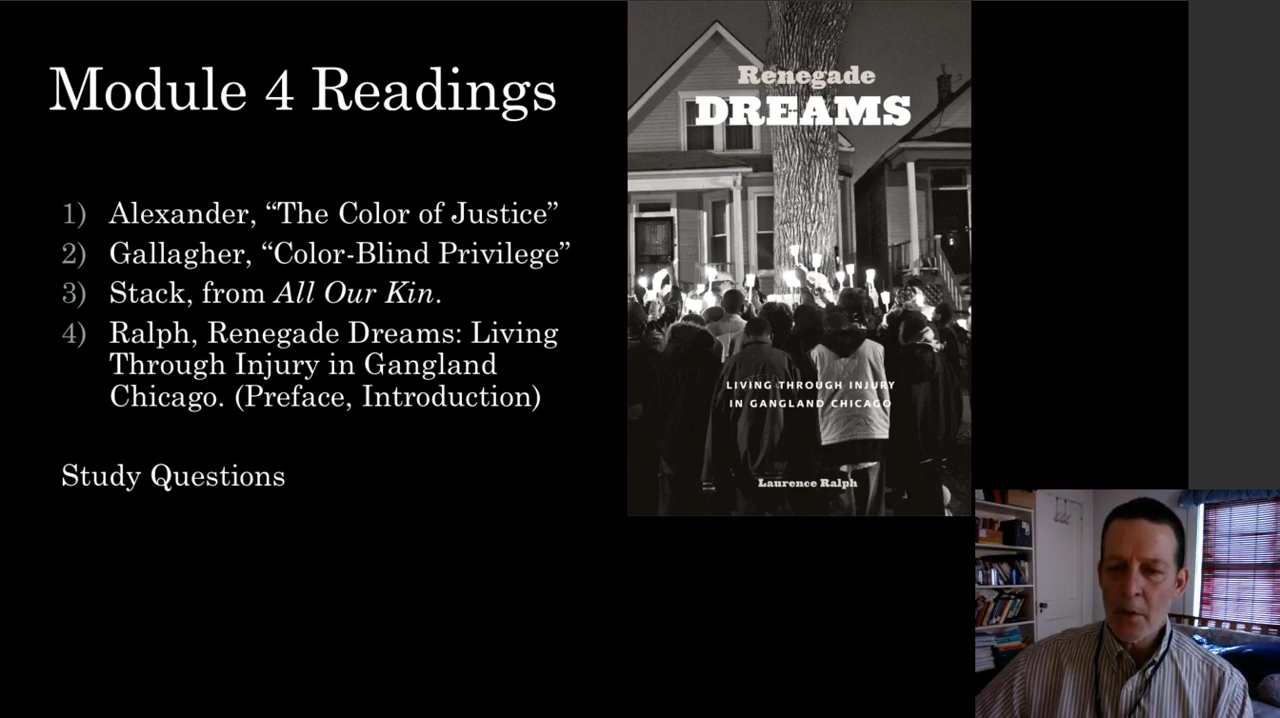 Module 4 Readings
1) Alexander, “The Color of Justice”
2) Gallagher, “Color-Blind Privilege”
3) Stack, from All Our Kin.
4) Ralph, Renegade Dreams: Living
Through Injury in Gangland
Chicago. (Preface, Introduction)
Study Questions
Renegade
DREAMS
LIVING THROUGH INJURY
IN GANGLAND CHICAGO
Laurence Ralph